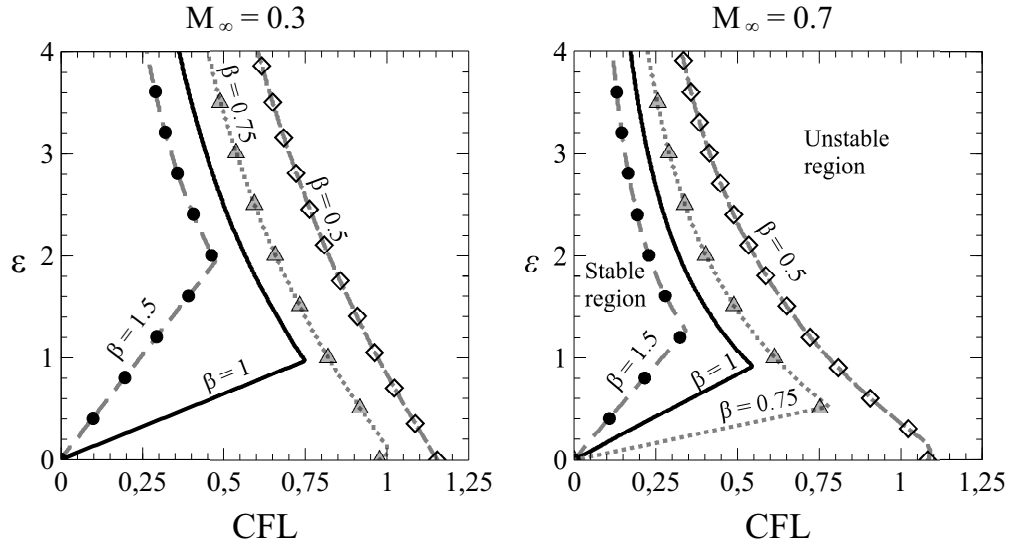 M∞ = 0.3
4
3
2
1
0
ε
β = 0.75
β = 0.5
β = 1.5
β = 1
0
0,25
0,5
0,75
1
1,25
CFL
M∞ = 0.7
4
3
2
1
0
ε
Unstable
region
Stable
region
β = 0.5
β = 1.5
β = 1
β = 0.75
0
0,25
0,5
0,75
1
1,25
CFL